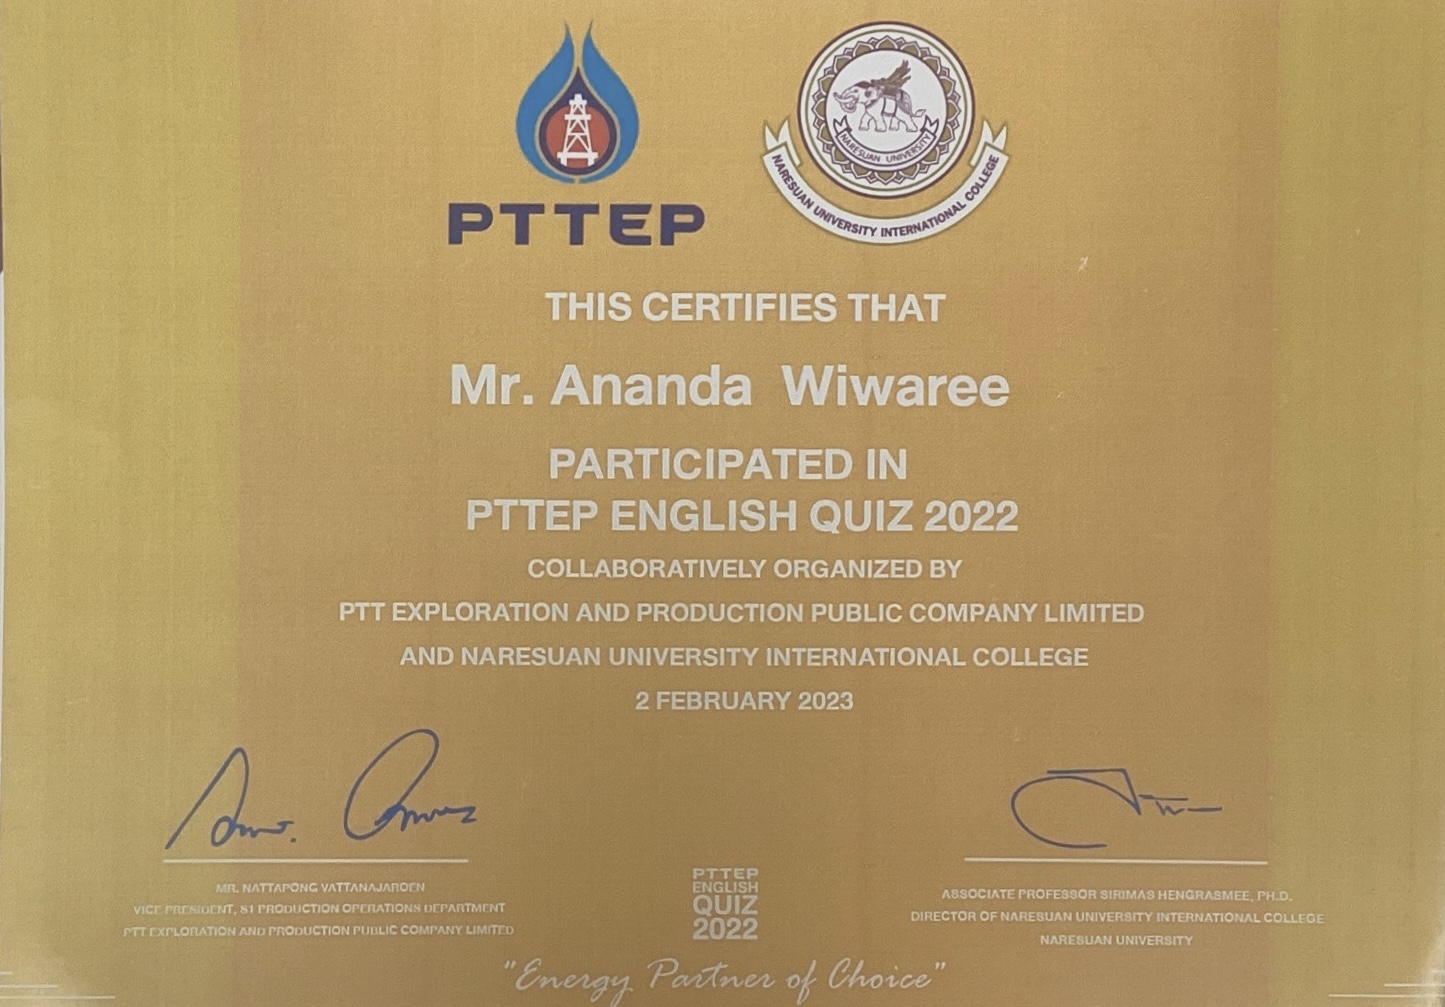 PTTEP
NARESUAN UNIVERSITY
NARESUAN UNIVERSITY INTERNATIONAL COLLEGE
THIS CERTIFIES THAT
Mr. Ananda Wiwaree
PARTICIPATED IN
PTTEP ENGLISH QUIZ 2022
COLLABORATIVELY ORGANIZED BY
PTT EXPLORATION AND PRODUCTION PUBLIC COMPANY LIMITED
AND NARESUAN UNIVERSITY INTERNATIONAL COLLEGE
2 FEBRUARY 2023
MR. NATTAPONG VATTANAJAROEN
VICE PRESIDENT, S1 PRODUCTION OPERATIONS DEPARTMENT
PTT EXPLORATION AND PRODUCTION PUBLIC COMPANY LIMITED
PTTEP
ENGLISH
QUIZ
2022
ASSOCIATE PROFESSOR SIRIMAS HENGRASMEE, PH.D.
DIRECTOR OF NARESUAN UNIVERSITY INTERNATIONAL COLLEGE
NARESUAN UNIVERSITY
"Energy Partner of Choice"